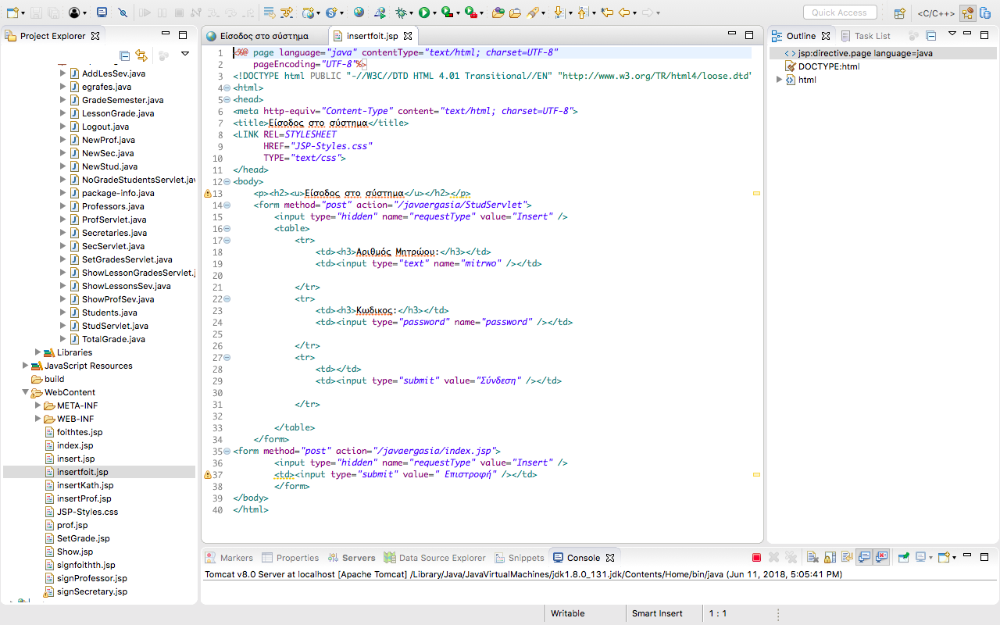 Quick Access
<C/C++>
Project Explorer
AddLesSev.java
egrafes.java
GradeSemester.java
LessonGrade.java
Logout.java
NewProf.java
NewSec.java
NewStud.java
NoGradeStudentsServlet.jav
package-info.java
Professors.java
ProfServlet.java
Secretaries.java
SecServlet.java
SetGradesServlet.java
ShowLessonGradesServlet.j
ShowLessonsSev.java
ShowProfSev.java
Students.java
StudServlet.java
TotalGrade.java
Libraries
JavaScript Resources
build
WebContent
META-INF
WEB-INF
foithtes.jsp
index.jsp
insert.jsp
insertfoit.jsp
insertKath.jsp
insertProf.jsp
JSP-Styles.css
prof.jsp
SetGrade.jsp
Show.jsp
signfoithth.jsp
signProfessor.jsp
signSecretary.jsp
Είσοδος στο σύστημα
insertfoit.jsp
1 <%@ page language="java" contentType="text/html; charset=UTF-8"
2 pageEncoding="UTF-8"%>
3 <!DOCTYPE html PUBLIC "-//W3C//DTD HTML 4.01 Transitional//EN" "http://www.w3.org/TR/html4/loose.dtd"
4 <html>
5 <head>
6 <meta http-equiv="Content-Type" content="text/html; charset=UTF-8">
7 <title>Είσοδος στο σύστημα</title>
8 <LINK REL=STYLESHEET
9 HREF="JSP-Styles.css"
10 TYPE="text/css">
11 </head>
12 <body>
13 <p><h2><u>Είσοδος στο σύστημα</u></h2></p>
14 <form method="post" action="/javaergasia/StudServlet">
15 <input type="hidden" name="requestType" value="Insert" />
16 <table>
17 <tr>
18 <td><h3>Αριθμός Μητρώου:</h3></td>
19 <td><input type="text" name="mitrwo" /></td>
20
21 </tr>
22 <tr>
23 <td><h3>Κωδικος:</h3></td>
24 <td><input type="password" name="password" /></td>
25
26 </tr>
27 <tr>
28 <td></td>
29 <td><input type="submit" value="Σύνδεση" /></td>
30
31 </tr>
32
33 </table>
34 </form>
35 <form method="post" action="/javaergasia/index.jsp">
36 <input type="hidden" name="requestType" value="Insert" />
37 <td><input type="submit" value=" Επιστροφή" /></td>
38 </form>
39 </body>
40 </html>
Outline
Task List
jsp:directive.page language=java
DOCTYPE:html
html
Markers
Properties
Servers
Data Source Explorer
Snippets
Console
Tomcat v8.0 Server at localhost [Apache Tomcat] /Library/Java/JavaVirtualMachines/jdk1.8.0_131.jdk/Contents/Home/bin/java (Jun 11, 2018, 5:05:41 PM)
Writable
Smart Insert
1 : 1